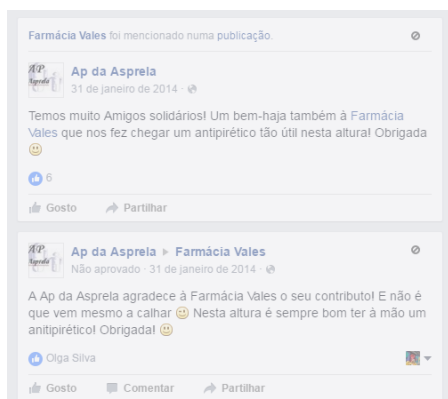 Farmácia Vales foi mencionado numa publicação.
AP
Asprela
Ap da Asprela
31 de janeiro de 2014 ·
Temos muito Amigos solidários! Um bem-haja também à Farmácia
Vales que nos fez chegar um antipirético tão útil nesta altura! Obrigada
6
Gosto Partilhar
AP
Asprela
Ap da Asprela ▸ Farmácia Vales
Não aprovado · 31 de janeiro de 2014 ·
A Ap da Asprela agradece à Farmácia Vales o seu contributo! E não é
que vem mesmo a calhar Nesta altura é sempre bom ter à mão um
anitipirético! Obrigada!
Olga Silva
Gosto Comentar Partilhar